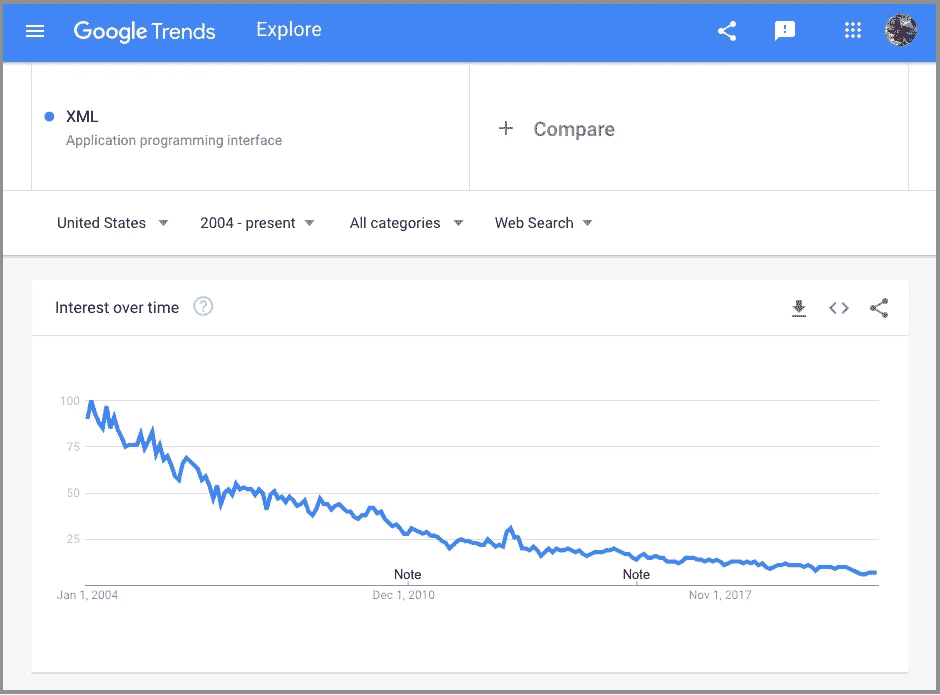 Google Trends Explore
XML
Application programming interface
+ Compare
United States 2004 - present All categories Web Search
Interest over time ?
100
75
50
25
Note Note
Jan 1, 2004 Dec 1, 2010 Nov 1, 2017